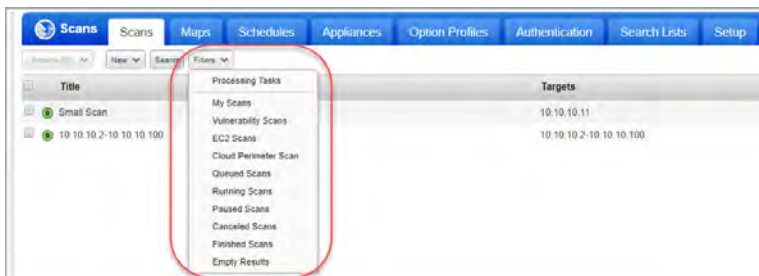 Scans Scans Maps Schedules Appliances Option Profiles Authentication Search Lists Setup
Actions (0) New Search Filters
Title Targets
Processing Tasks
Small Scan 10.10.10.11
10.10.10.2-10.10.10.100 10.10.10.2-10.10.10.100
My Scans
Vulnerability Scans
EC2 Scans
Cloud Perimeter Scan
Queued Scans
Running Scans
Paused Scans
Canceled Scans
Finished Scans
Empty Results